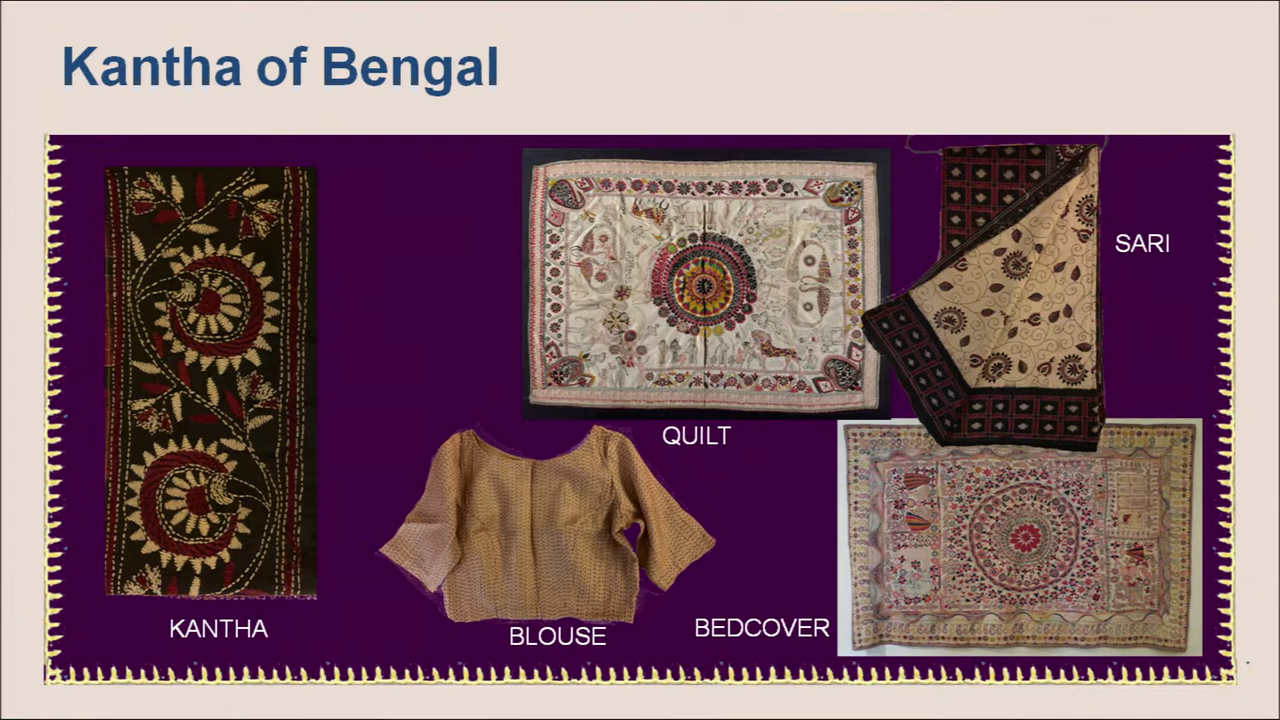 Kantha of Bengal
SARI
QUILT
KANTHA
BLOUSE
BEDCOVER